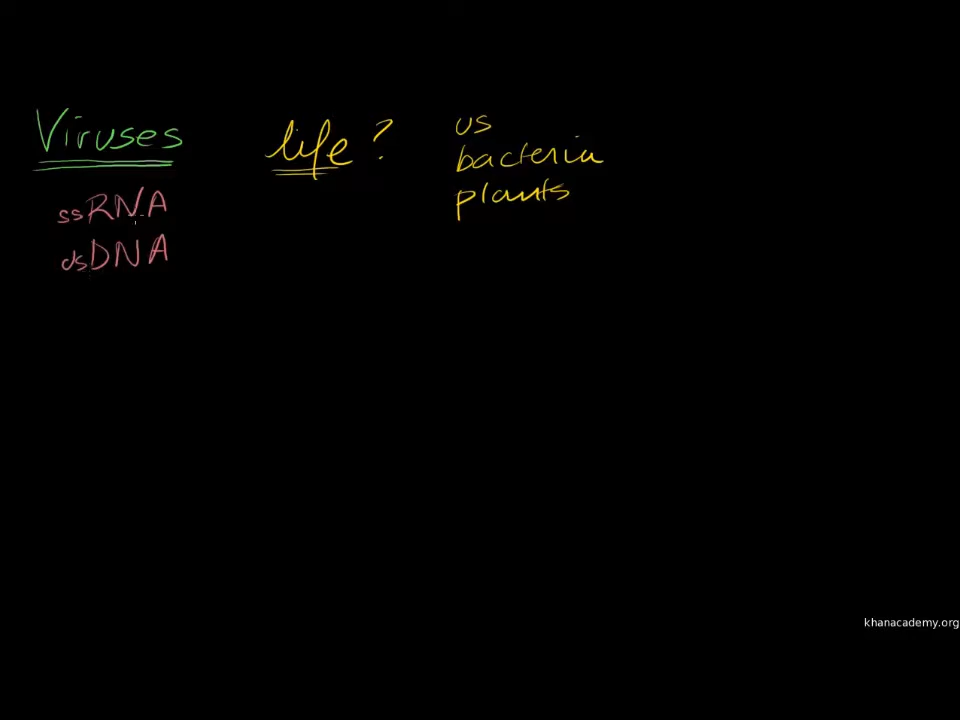 Viruses
ssRNA
dsDNA
life?
us
bacteria
plants
khanacademy.org